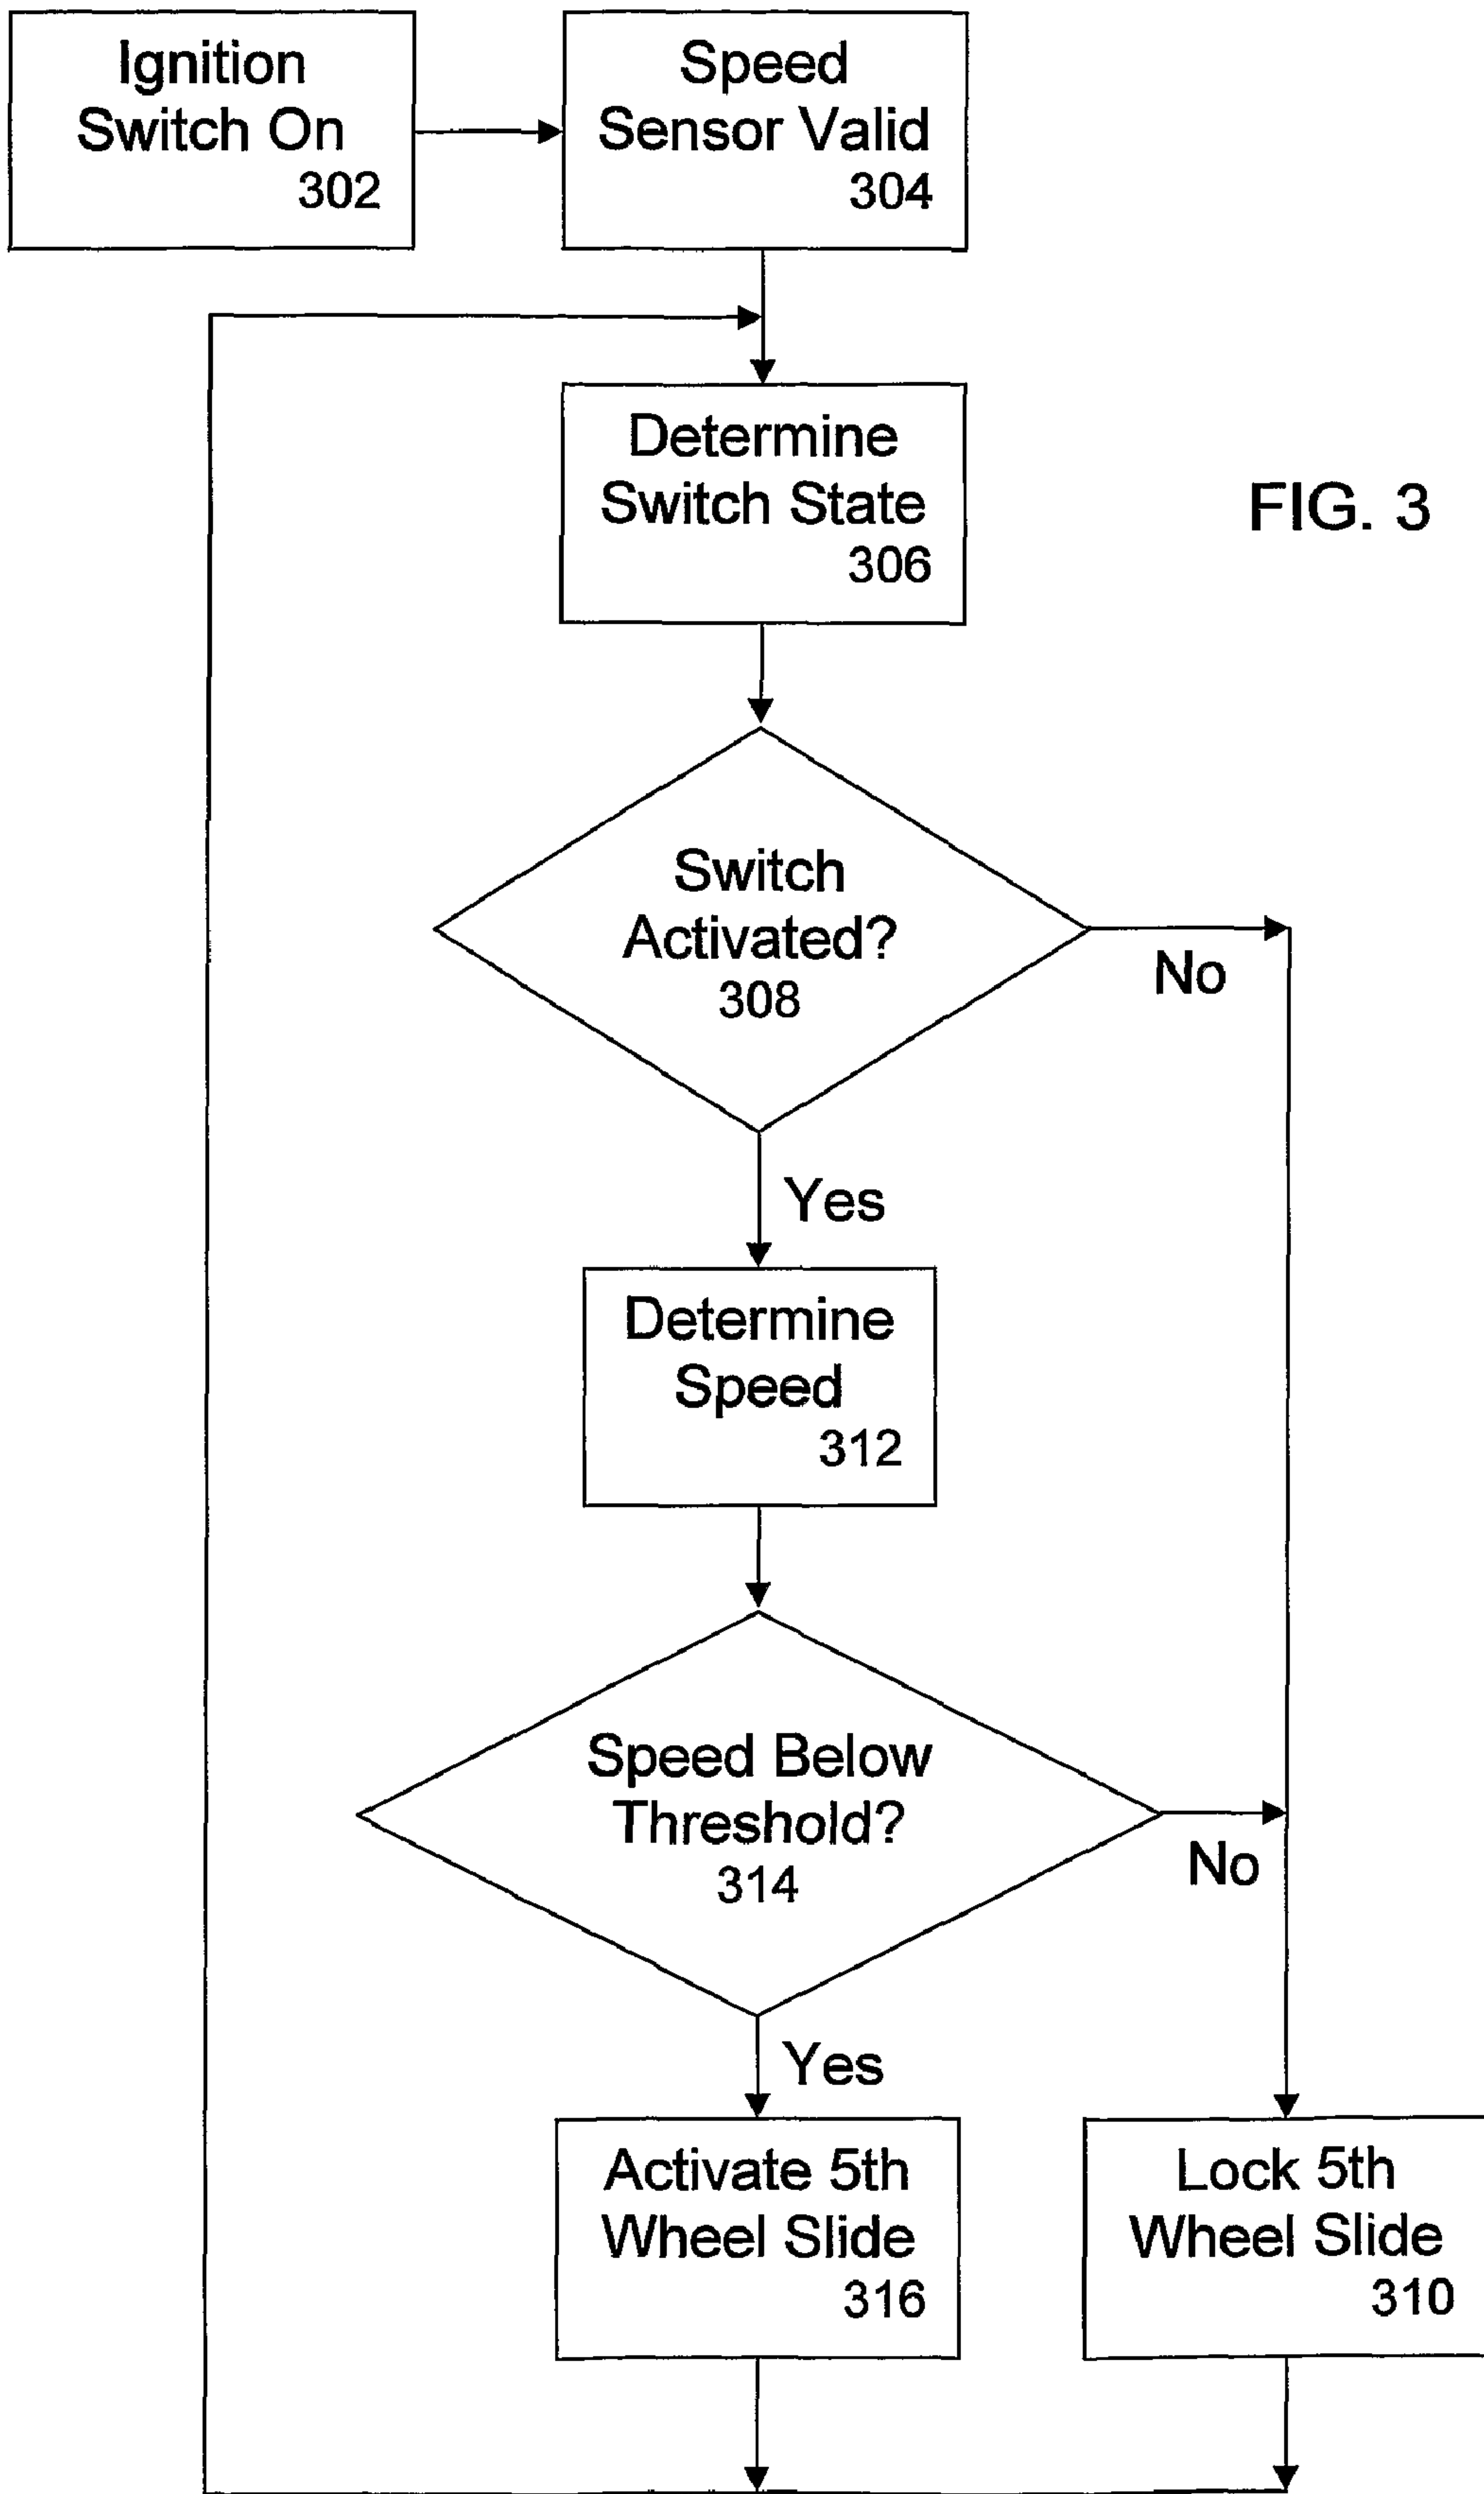 Ignition
Switch On
302
Speed
Sensor Valid
304
Determine
Switch State
306
FIG. 3
Switch
Activated?
308
No
Yes
Determine
Speed
312
Speed Below
Threshold?
314
No
Yes
Activate 5th
Wheel Slide
316
Lock 5th
Wheel Slide
310